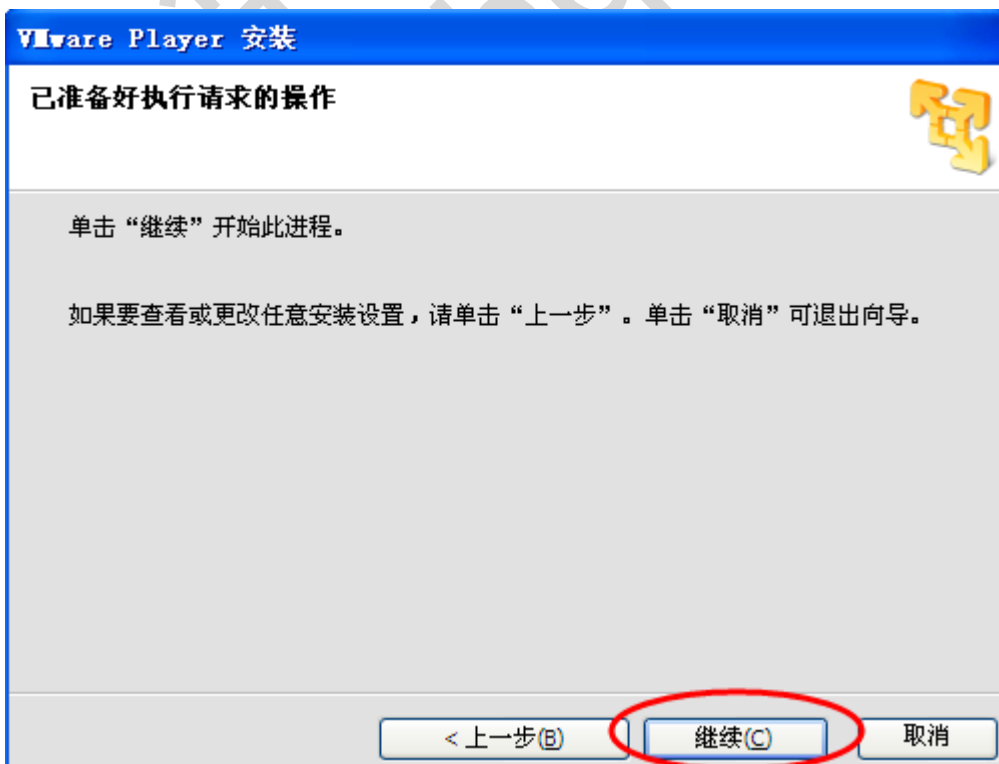 VMware Player 安装
已准备好执行请求的操作
单击“继续”开始此进程。
如果要查看或更改任意安装设置，请单击“上一步”。单击“取消”可退出向导。
< 上一步(B)
继续(C)
取消